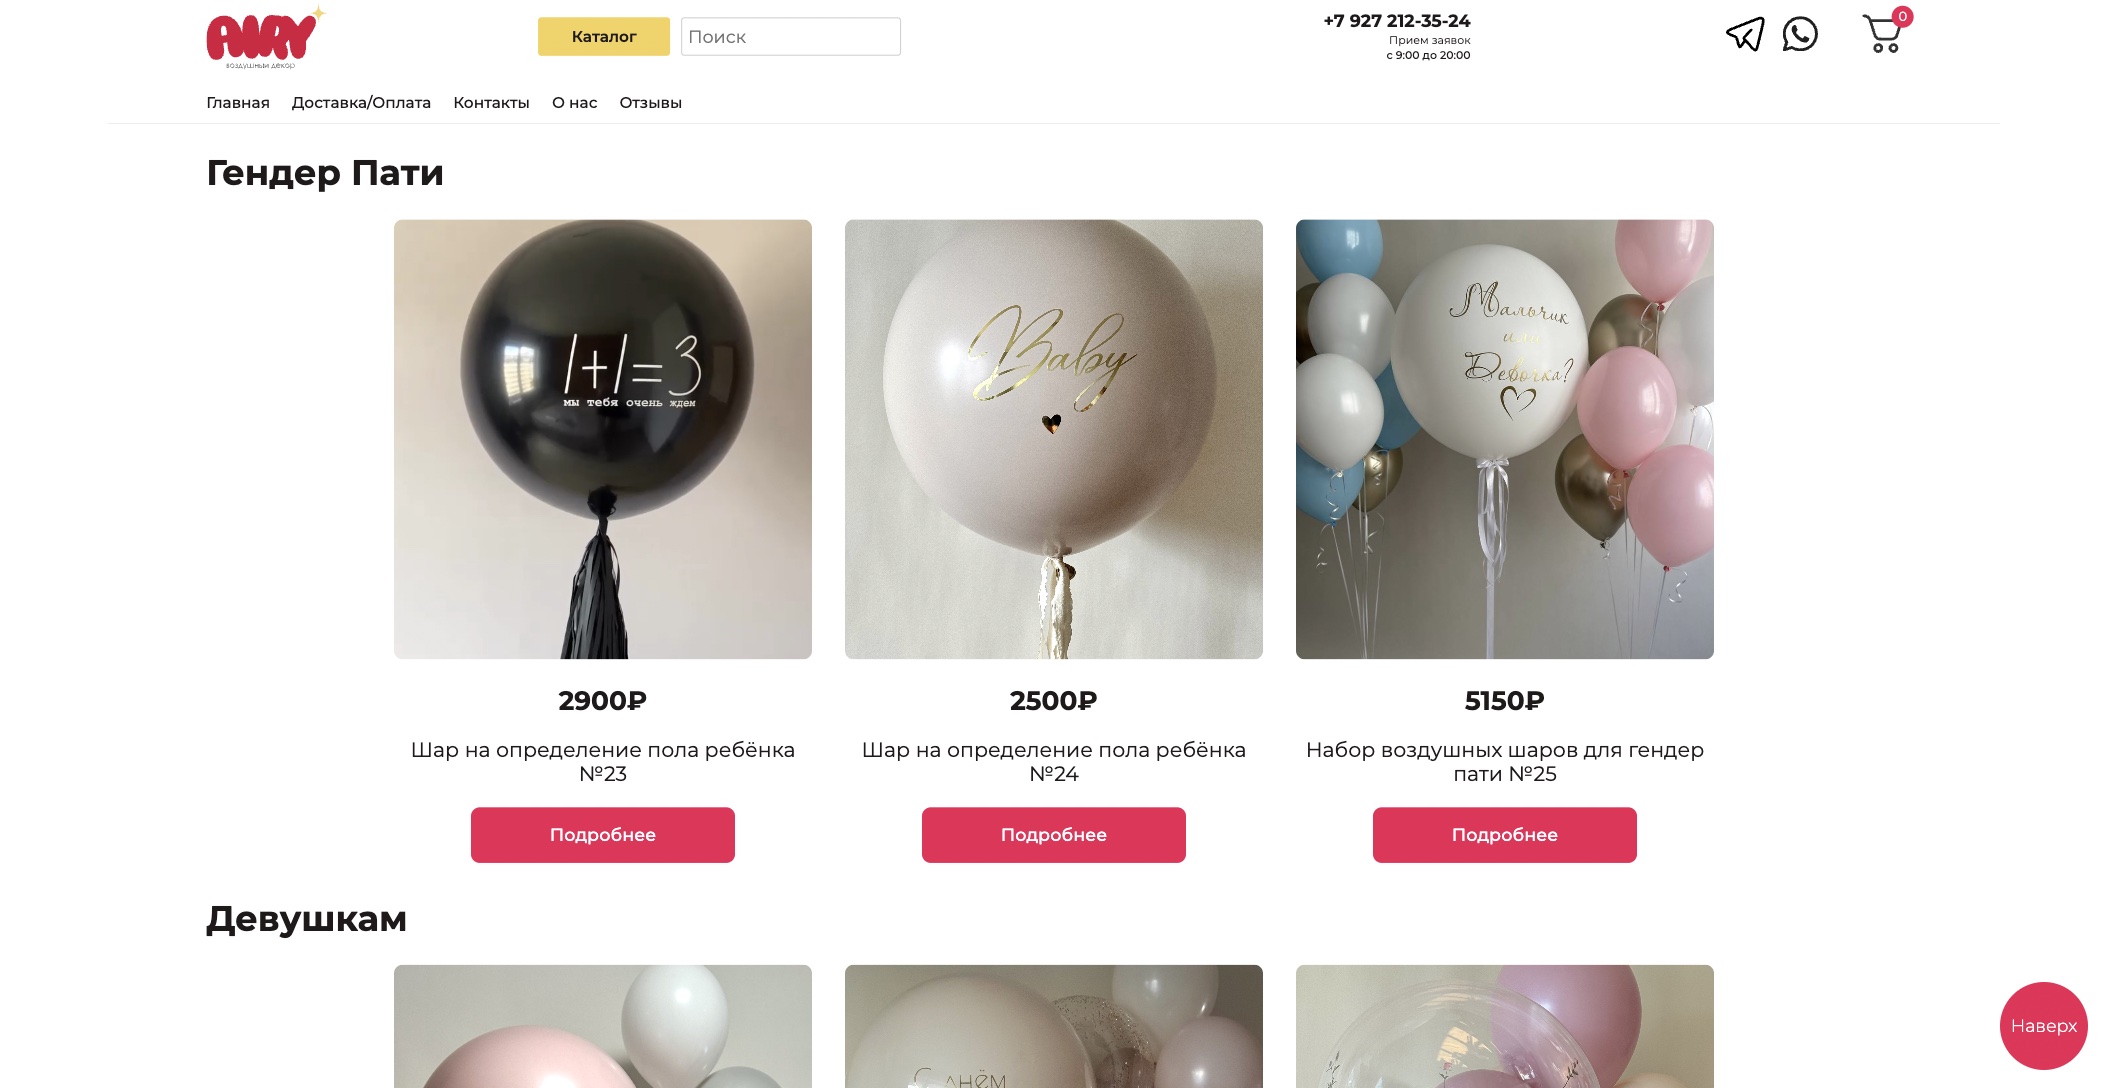 AIRY
воздушный декор
Каталог
Поиск
+7 927 212-35-24
Прием заявок
с 9:00 до 20:00
0
Главная Доставка/Оплата Контакты О нас Отзывы
Гендер Пати
1+1=3
мы тебя очень ждем
Baby
Мальчик
или
Девочка?
2900₽
2500₽
5150₽
Шар на определение пола ребёнка
№23
Шар на определение пола ребёнка
№24
Набор воздушных шаров для гендер
пати №25
Подробнее
Подробнее
Подробнее
Девушкам
С днём
Наверх